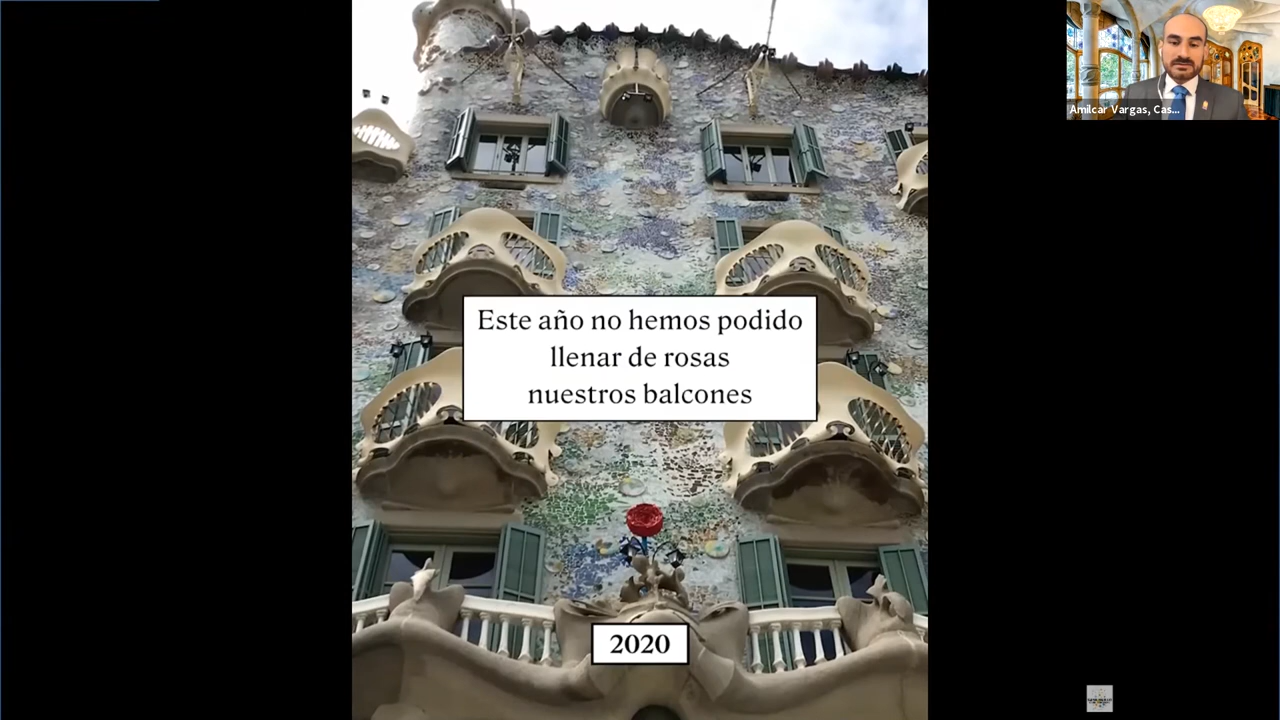 Amilcar Vargas, Cas...
Este año no hemos podido
llenar de rosas
nuestros balcones
2020